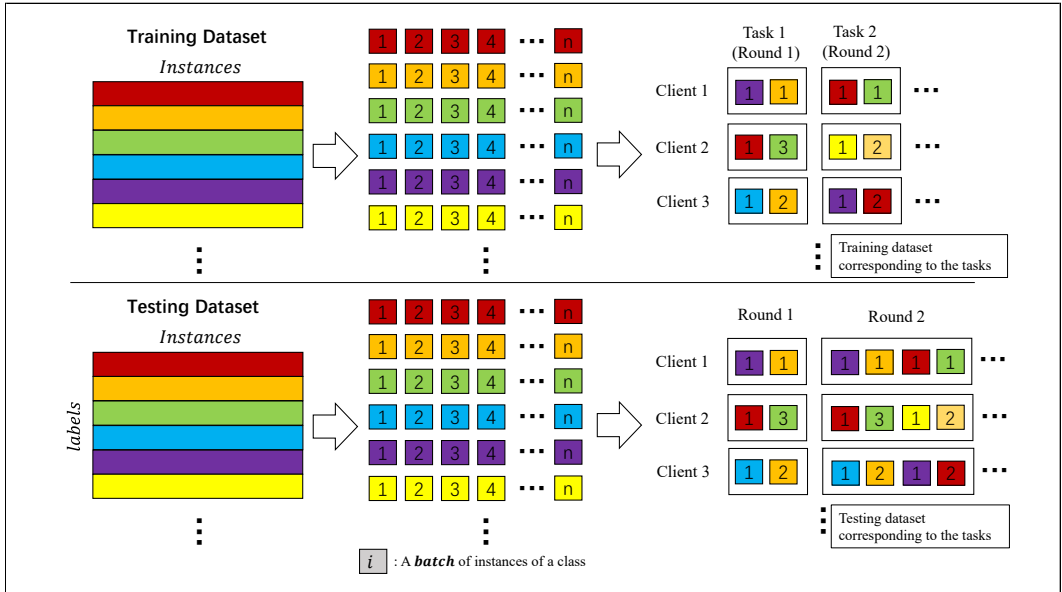 Training Dataset
Instances
1 2 3 4 ••• n
1 2 3 4 ••• n
1 2 3 4 ••• n
1 2 3 4 ••• n
1 2 3 4 ••• n
1 2 3 4 ••• n
Task 1 Task 2
(Round 1) (Round 2)
Client 1 1 1 1 1 •••
Client 2 1 3 1 2 •••
Client 3 1 2 1 2 •••
Training dataset
corresponding to the tasks
Testing Dataset
Instances
labels
1 2 3 4 ••• n
1 2 3 4 ••• n
1 2 3 4 ••• n
1 2 3 4 ••• n
1 2 3 4 ••• n
1 2 3 4 ••• n
Round 1 Round 2
Client 1 1 1 1 1 1 1 •••
Client 2 1 3 1 3 1 2 •••
Client 3 1 2 1 2 1 2 •••
Testing dataset
corresponding to the tasks
i : A batch of instances of a class